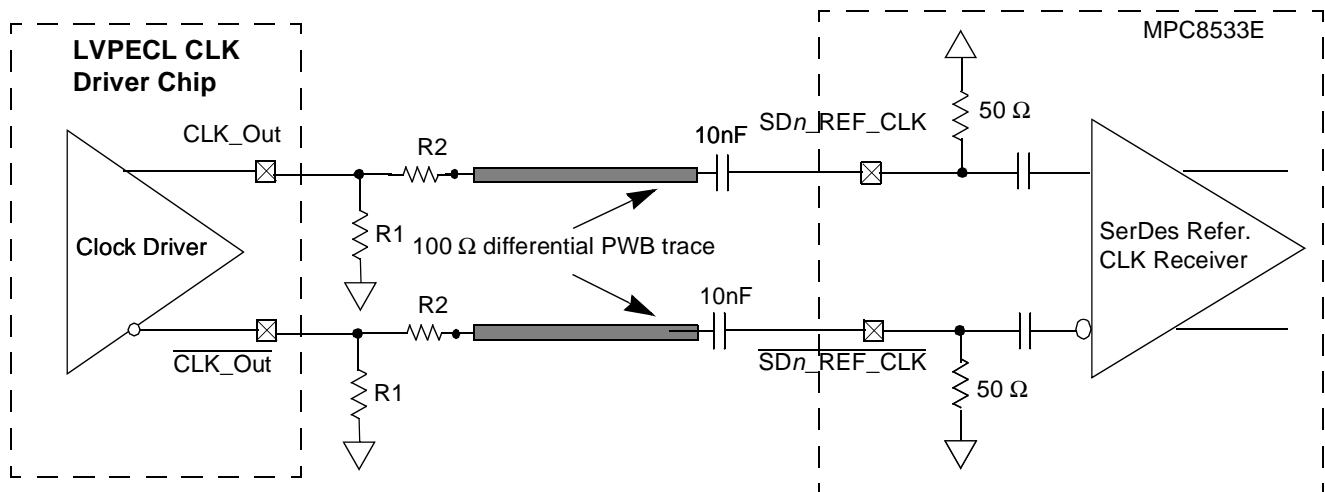 MPC8533E
LVPECL CLK
Driver Chip
CLK_Out
R2
10nF
SDn_REF_CLK
50 Ω
Clock Driver
R1
100 Ω differential PWB trace
SerDes Refer.
CLK Receiver
R2
10nF
CLK_Out
SDn_REF_CLK
R1
50 Ω